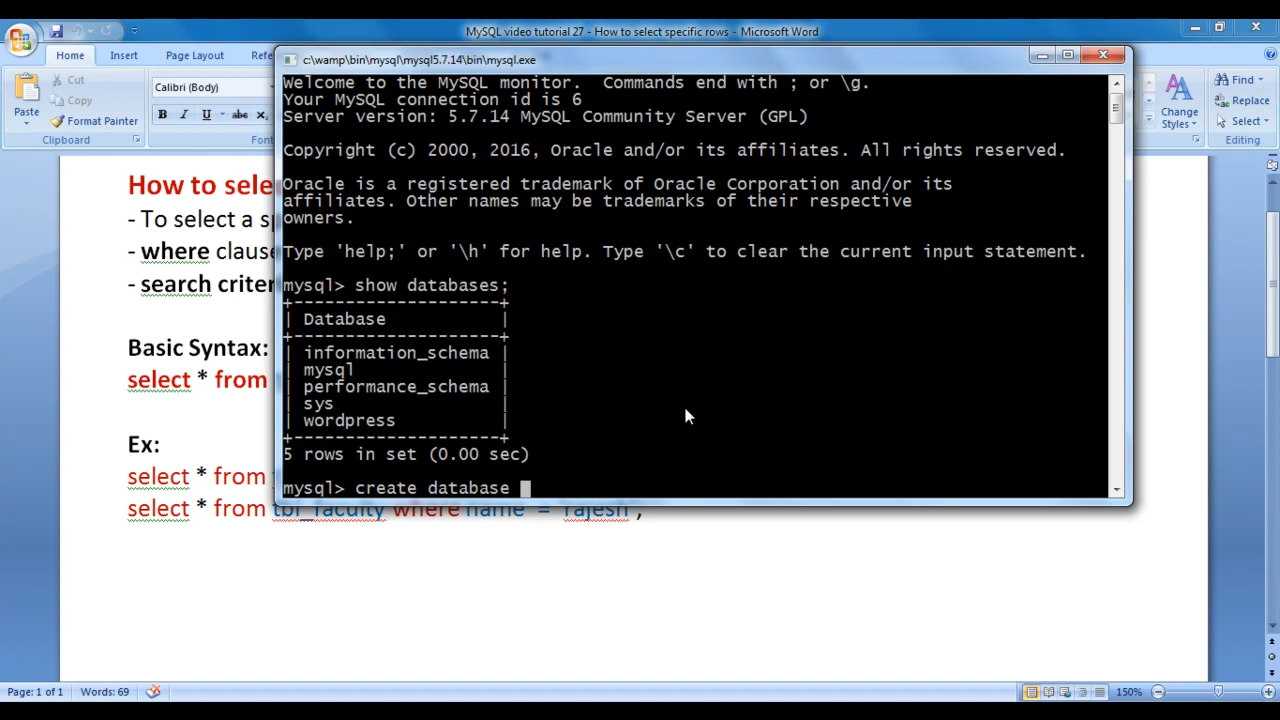 MySQL video tutorial 27 - How to select specific rows - Microsoft Word
Home Insert Page Layout Refe
Paste
Cut
Copy
Format Painter
Clipboard
Calibri (Body)
B I U abc
Font
Change Styles
Find
Replace
Select
Editing
c:\wamp\bin\mysql\mysql5.7.14\bin\mysql.exe
Welcome to the MySQL monitor.  Commands end with ; or \g.
Your MySQL connection id is 6
Server version: 5.7.14 MySQL Community Server (GPL)
Copyright (c) 2000, 2016, Oracle and/or its affiliates. All rights reserved.
Oracle is a registered trademark of Oracle Corporation and/or its
affiliates. Other names may be trademarks of their respective
owners.
Type 'help;' or '\h' for help. Type '\c' to clear the current input statement.
mysql> show databases;
+--------------------+
| Database           |
+--------------------+
| information_schema |
| mysql              |
| performance_schema |
| sys                |
| wordpress          |
+--------------------+
5 rows in set (0.00 sec)
mysql> create database
How to sele
- To select a s
- where clause
- search criter
Basic Syntax:
select * from
Ex:
select * from
select * from tbl_faculty where name = 'rajesh';
Page: 1 of 1 Words: 69 150%